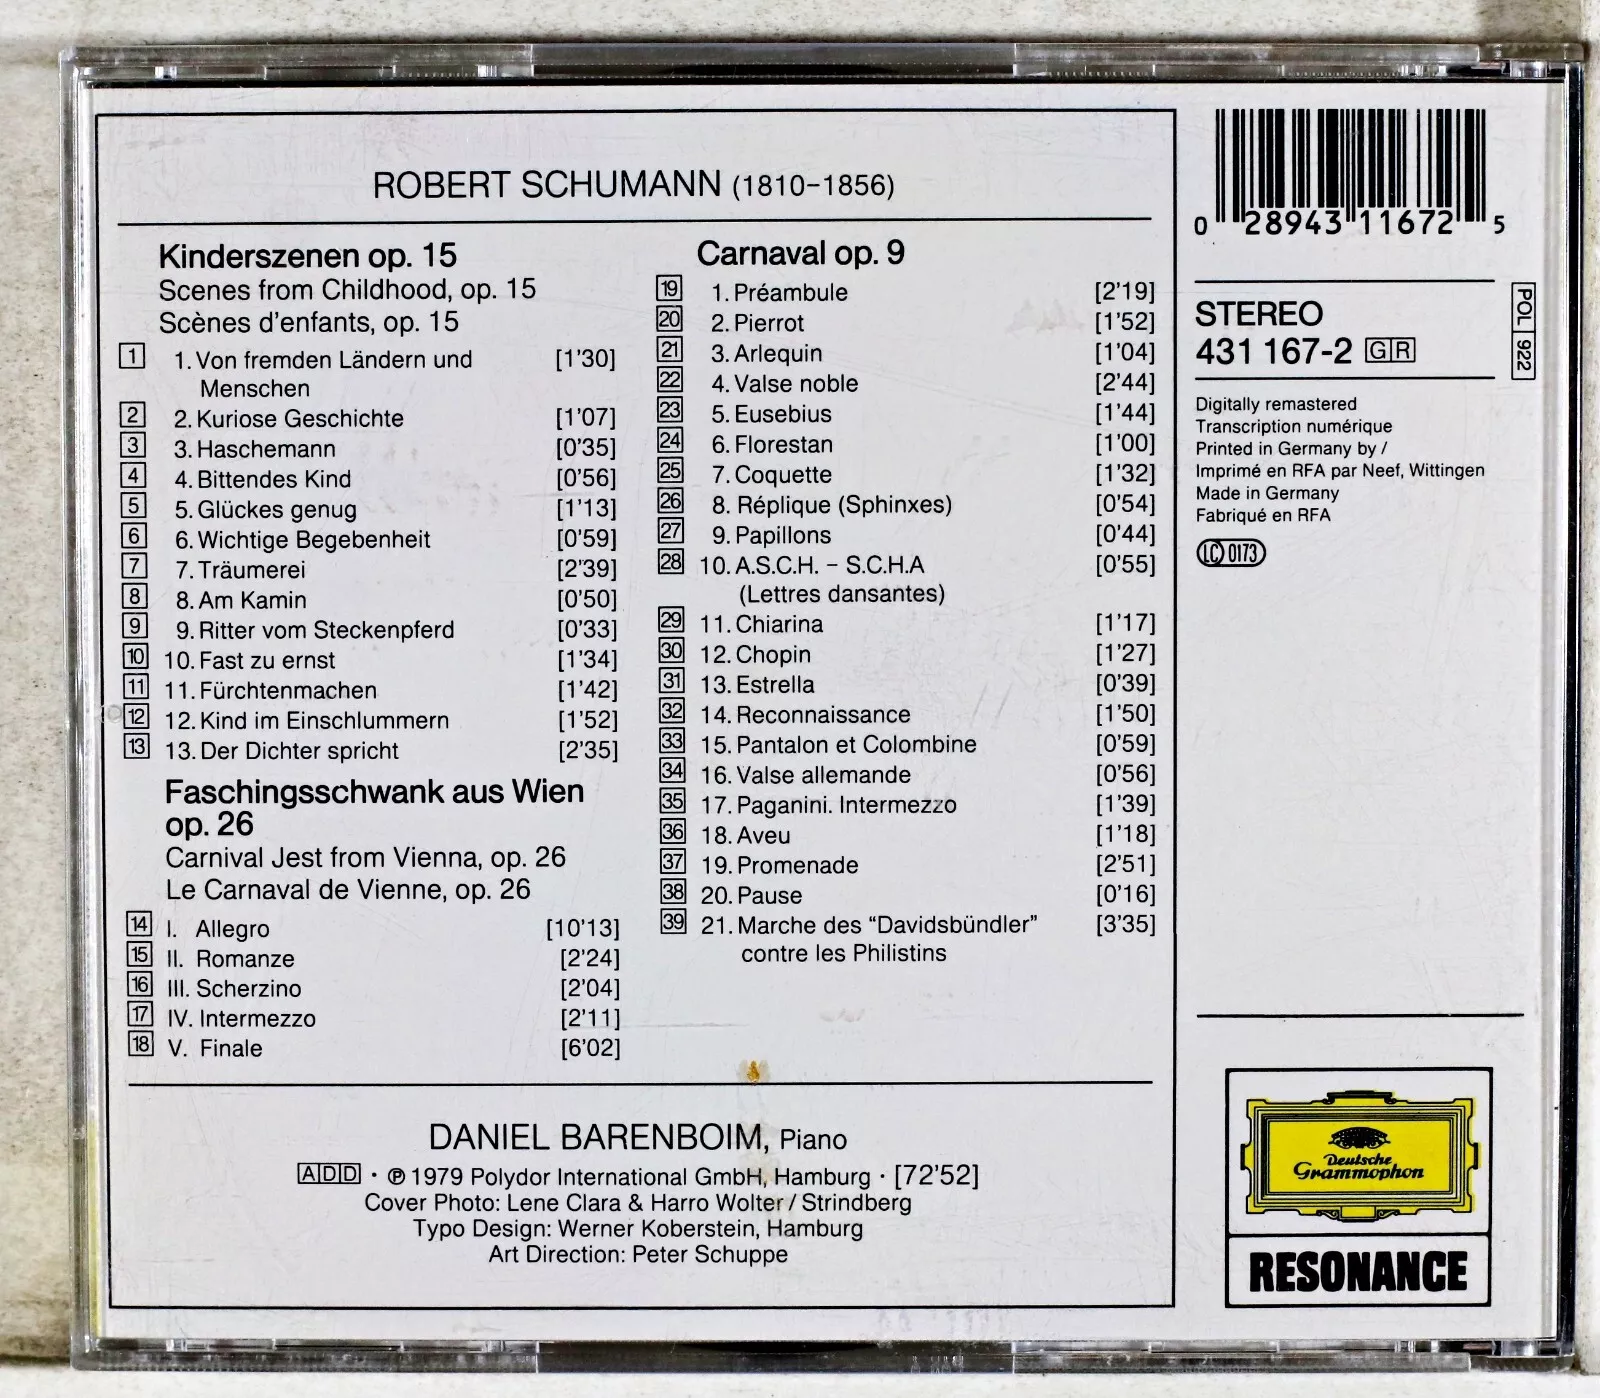 ROBERT SCHUMANN (1810–1856)
Kinderszenen op. 15
Scenes from Childhood, op. 15
Scènes d'enfants, op. 15
1 1. Von fremden Ländern und [1'30]
Menschen
2 2. Kuriose Geschichte [1'07]
3 3. Haschemann [0'35]
4 4. Bittendes Kind [0'56]
5 5. Glückes genug [1'13]
6 6. Wichtige Begebenheit [0'59]
7 7. Träumerei [2'39]
8 8. Am Kamin [0'50]
9 9. Ritter vom Steckenpferd [0'33]
10 10. Fast zu ernst [1'34]
11 11. Fürchtenmachen [1'42]
12 12. Kind im Einschlummern [1'52]
13 13. Der Dichter spricht [2'35]
Faschingsschwank aus Wien
op. 26
Carnival Jest from Vienna, op. 26
Le Carnaval de Vienne, op. 26
14 I. Allegro [10'13]
15 II. Romanze [2'24]
16 III. Scherzino [2'04]
17 IV. Intermezzo [2'11]
18 V. Finale [6'02]
Carnaval op. 9
19 1. Préambule [2'19]
20 2. Pierrot [1'52]
21 3. Arlequin [1'04]
22 4. Valse noble [2'44]
23 5. Eusebius [1'44]
24 6. Florestan [1'00]
25 7. Coquette [1'32]
26 8. Réplique (Sphinxes) [0'54]
27 9. Papillons [0'44]
28 10. A.S.C.H. – S.C.H.A [0'55]
(Lettres dansantes)
29 11. Chiarina [1'17]
30 12. Chopin [1'27]
31 13. Estrella [0'39]
32 14. Reconnaissance [1'50]
33 15. Pantalon et Colombine [0'59]
34 16. Valse allemande [0'56]
35 17. Paganini. Intermezzo [1'39]
36 18. Aveu [1'18]
37 19. Promenade [2'51]
38 20. Pause [0'16]
39 21. Marche des “Davidsbündler” [3'35]
contre les Philistins
DANIEL BARENBOIM, Piano
ADD · ℗ 1979 Polydor International GmbH, Hamburg · [72'52]
Cover Photo: Lene Clara & Harro Wolter / Strindberg
Typo Design: Werner Koberstein, Hamburg
Art Direction: Peter Schuppe
0 28943 11672 5
STEREO
431 167-2 GR
POL 922
Digitally remastered
Transcription numérique
Printed in Germany by /
Imprimé en RFA par Neef, Wittingen
Made in Germany
Fabriqué en RFA
LC 0173
Deutsche
Grammophon
RESONANCE